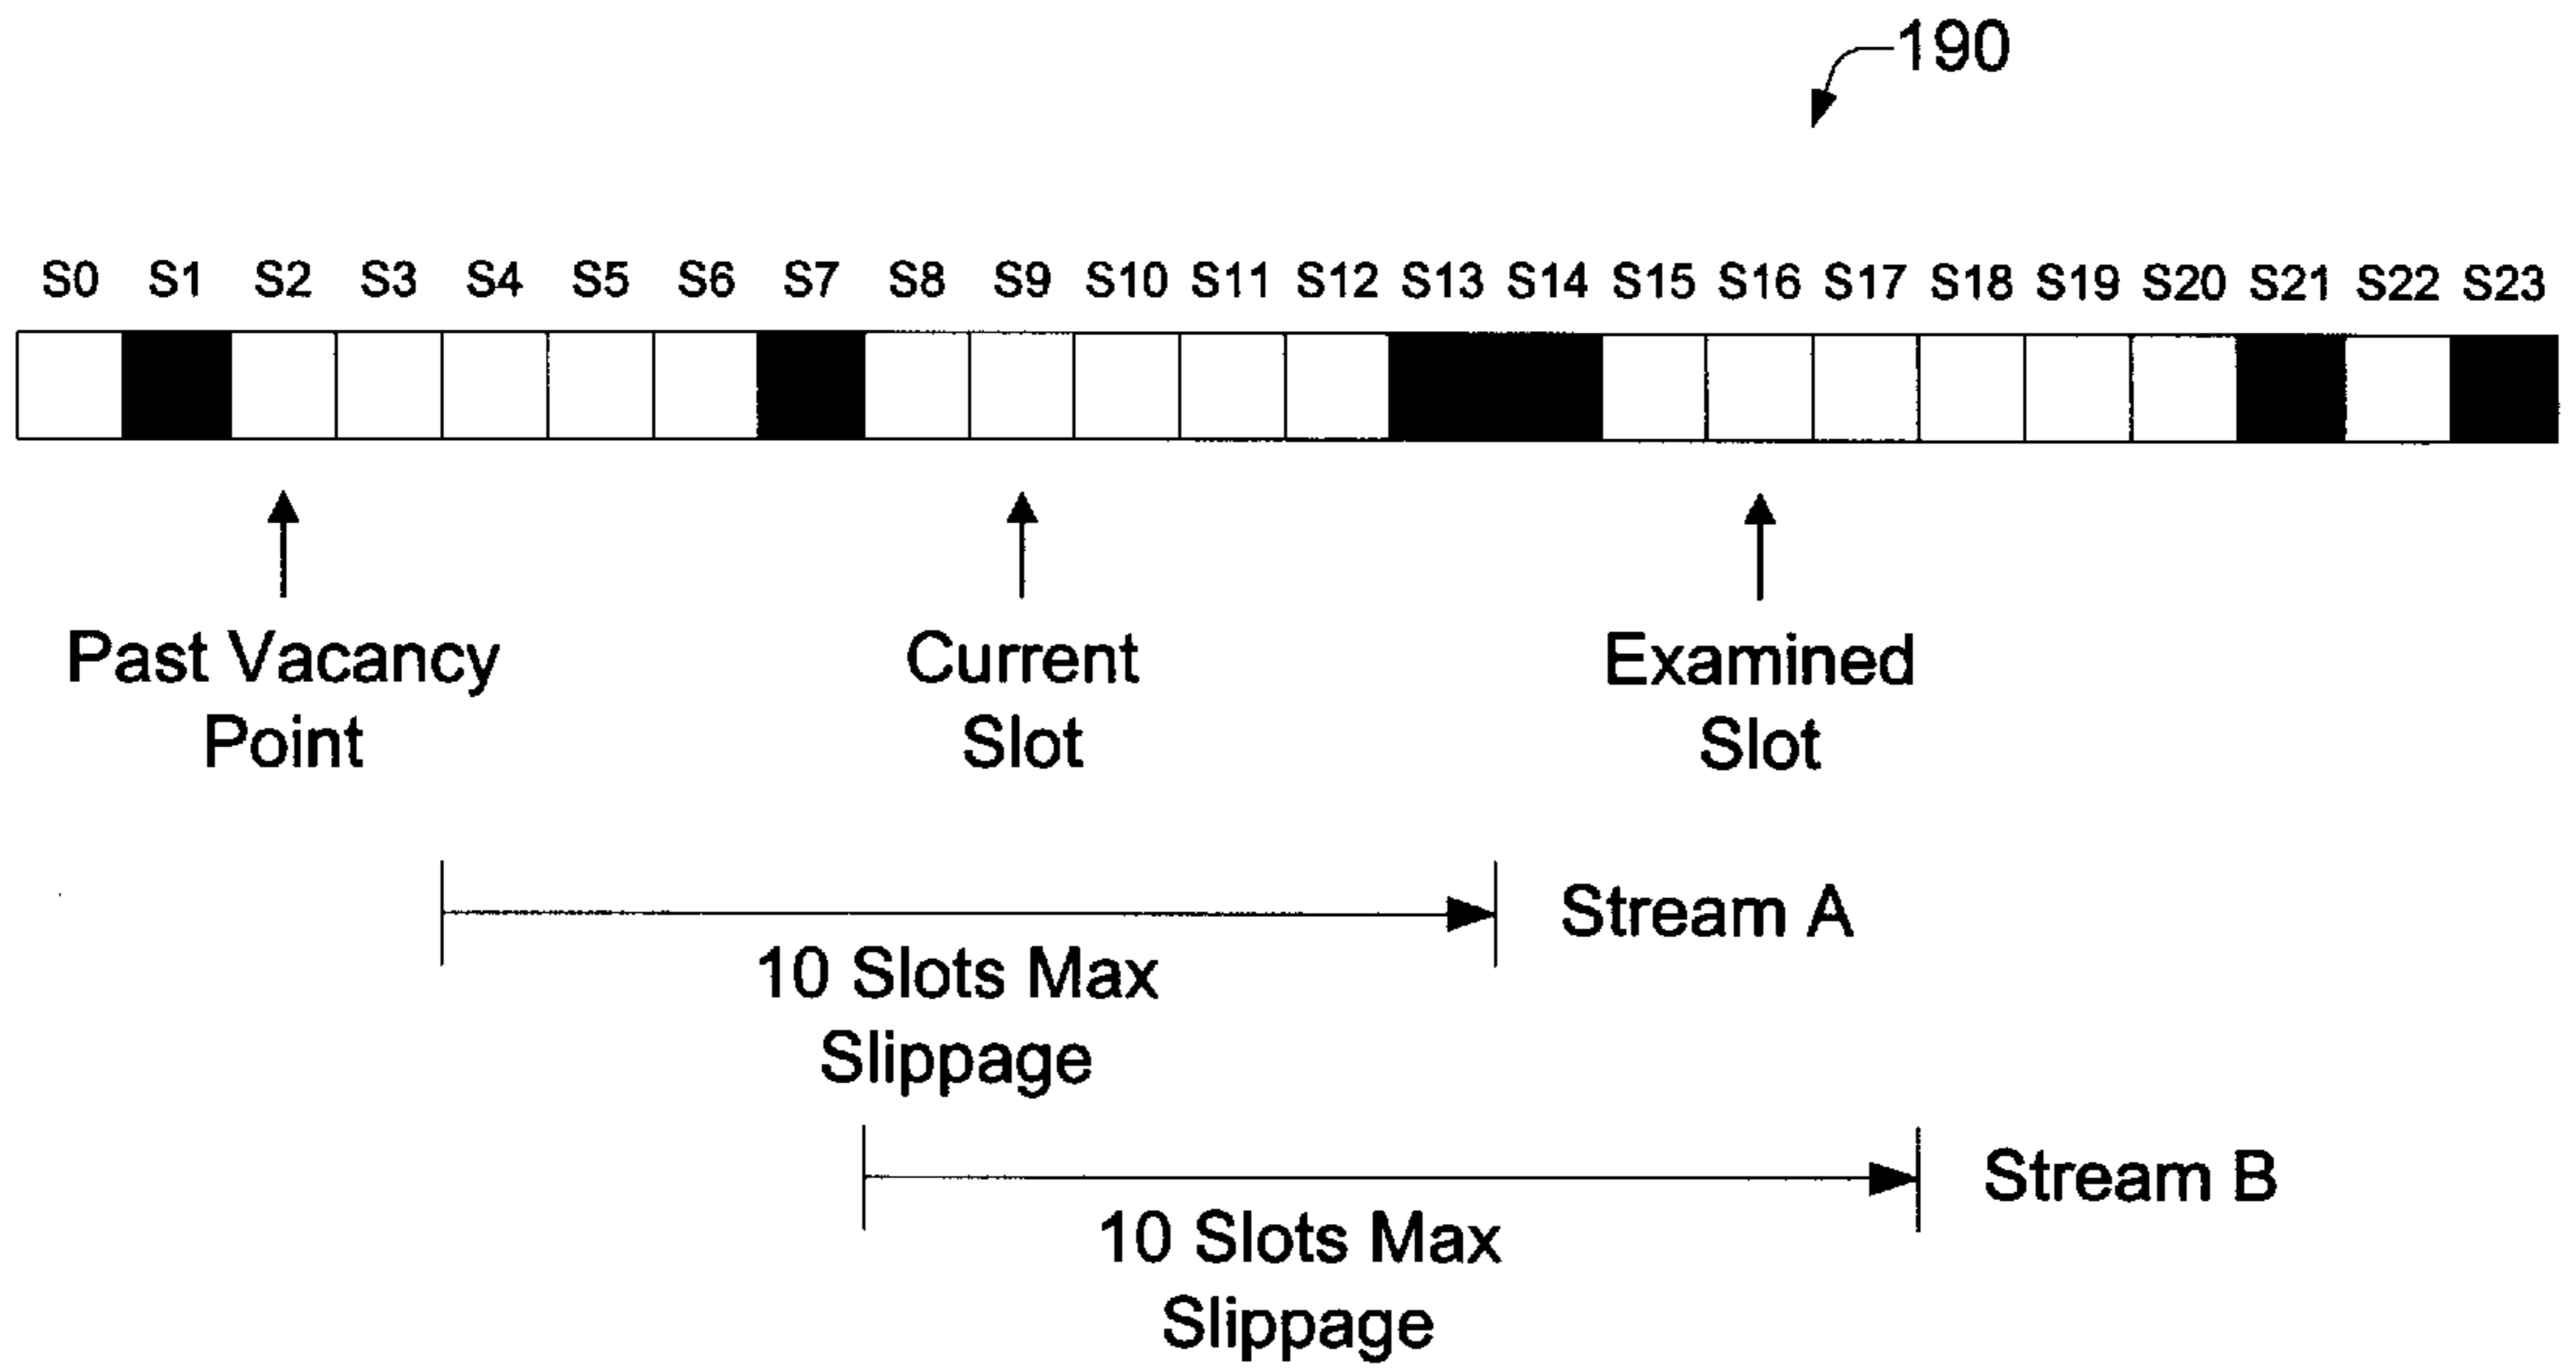 190
S0 S1 S2 S3 S4 S5 S6 S7 S8 S9 S10 S11 S12 S13 S14 S15 S16 S17 S18 S19 S20 S21 S22 S23
Past Vacancy
Point
Current
Slot
Examined
Slot
Stream A
10 Slots Max
Slippage
Stream B
10 Slots Max
Slippage